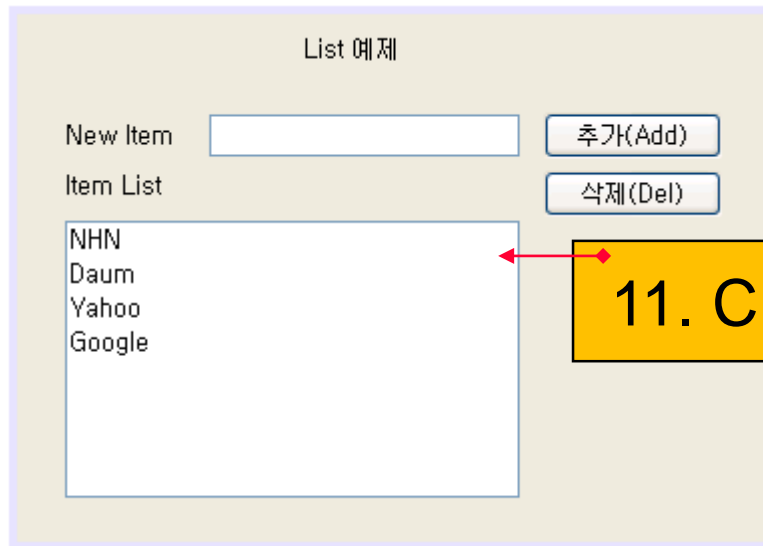 List 예제
New Item
추가(Add)
Item List
삭제(Del)
NHN
Daum
Yahoo
Google
11. C